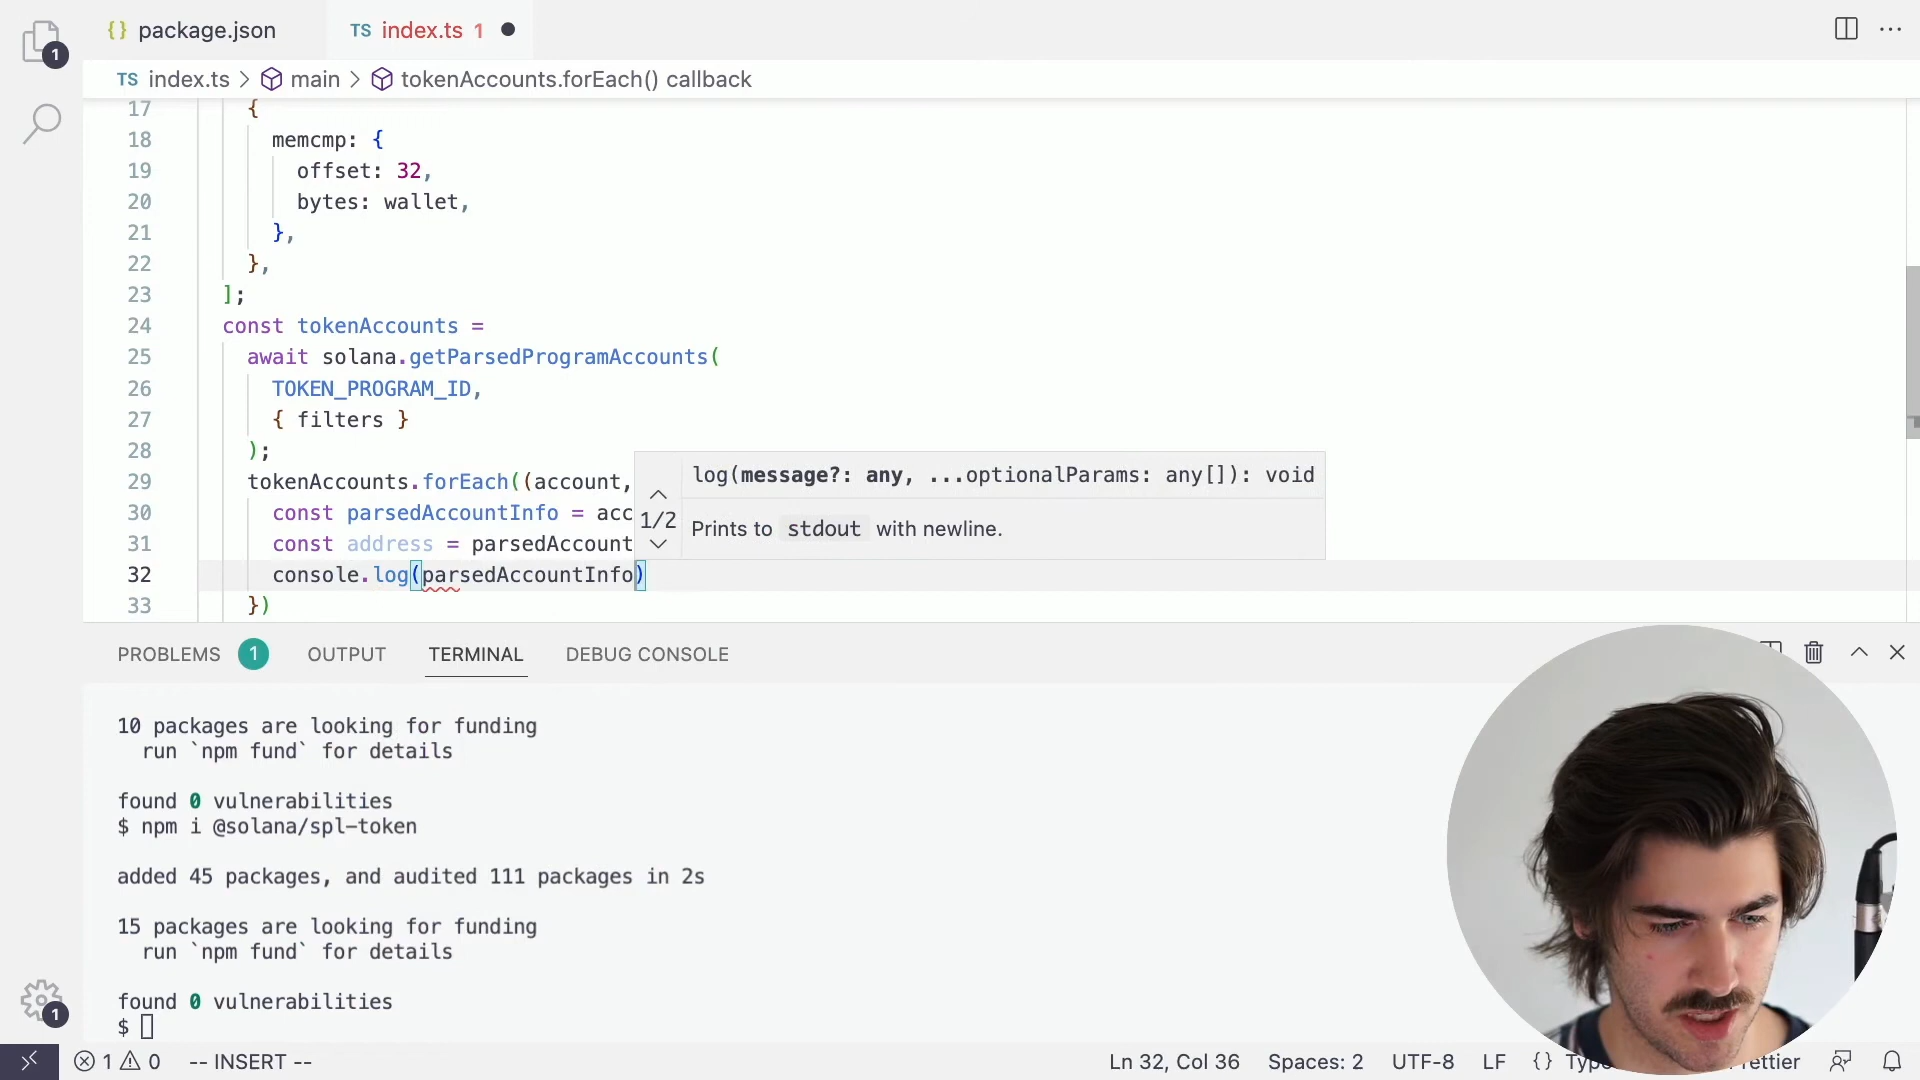 {} package.json
TS index.ts 1
TS index.ts > main > tokenAccounts.forEach() callback
1
17 {
18 memcmp: {
19 offset: 32,
20 bytes: wallet,
21 },
22 },
23 ];
24 const tokenAccounts =
25 await solana.getParsedProgramAccounts(
26 TOKEN_PROGRAM_ID,
27 { filters }
28 );
29 tokenAccounts.forEach((account,
30 const parsedAccountInfo = acc
31 const address = parsedAccount
32 console.log(parsedAccountInfo)
33 })
log(message?: any, ...optionalParams: any[]): void
1/2
Prints to stdout with newline.
PROBLEMS 1 OUTPUT TERMINAL DEBUG CONSOLE
10 packages are looking for funding
run `npm fund` for details
found 0 vulnerabilities
$ npm i @solana/spl-token
added 45 packages, and audited 111 packages in 2s
15 packages are looking for funding
run `npm fund` for details
found 0 vulnerabilities
$
1
1 0 -- INSERT -- Ln 32, Col 36 Spaces: 2 UTF-8 LF {}